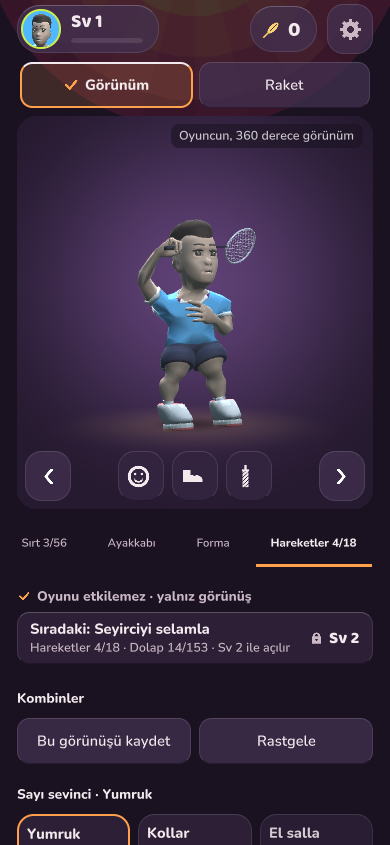 Sv 1
0
Görünüm
Raket
Oyuncun, 360 derece görünüm
Sırt 3/56
Ayakkabı
Forma
Hareketler 4/18
Oyunu etkilemez · yalnız görünüş
Sıradaki: Seyirciyi selamla
Hareketler 4/18 · Dolap 14/153 · Sv 2 ile açılır
Sv 2
Kombinler
Bu görünüşü kaydet
Rastgele
Sayı sevinci · Yumruk
Yumruk
Kollar
El salla